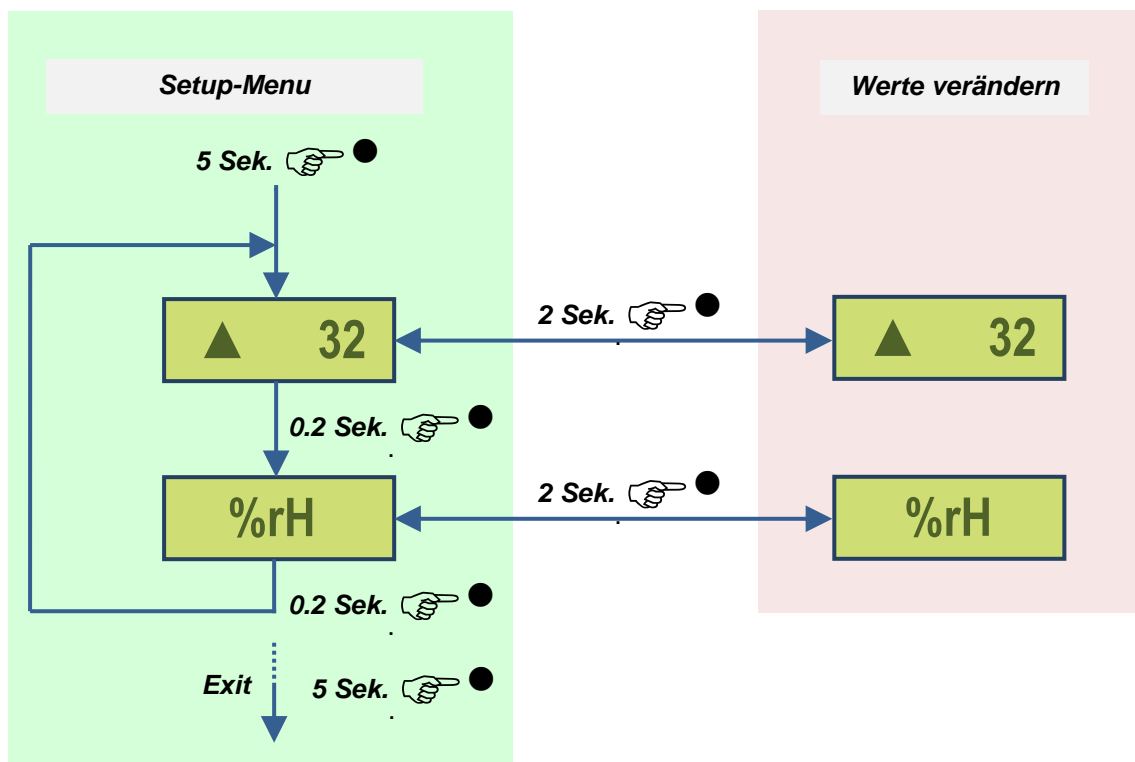 Setup-Menu
Werte verändern
5 Sek.
▲ 32
2 Sek.
▲ 32
0.2 Sek.
%rH
2 Sek.
%rH
0.2 Sek.
Exit 5 Sek.